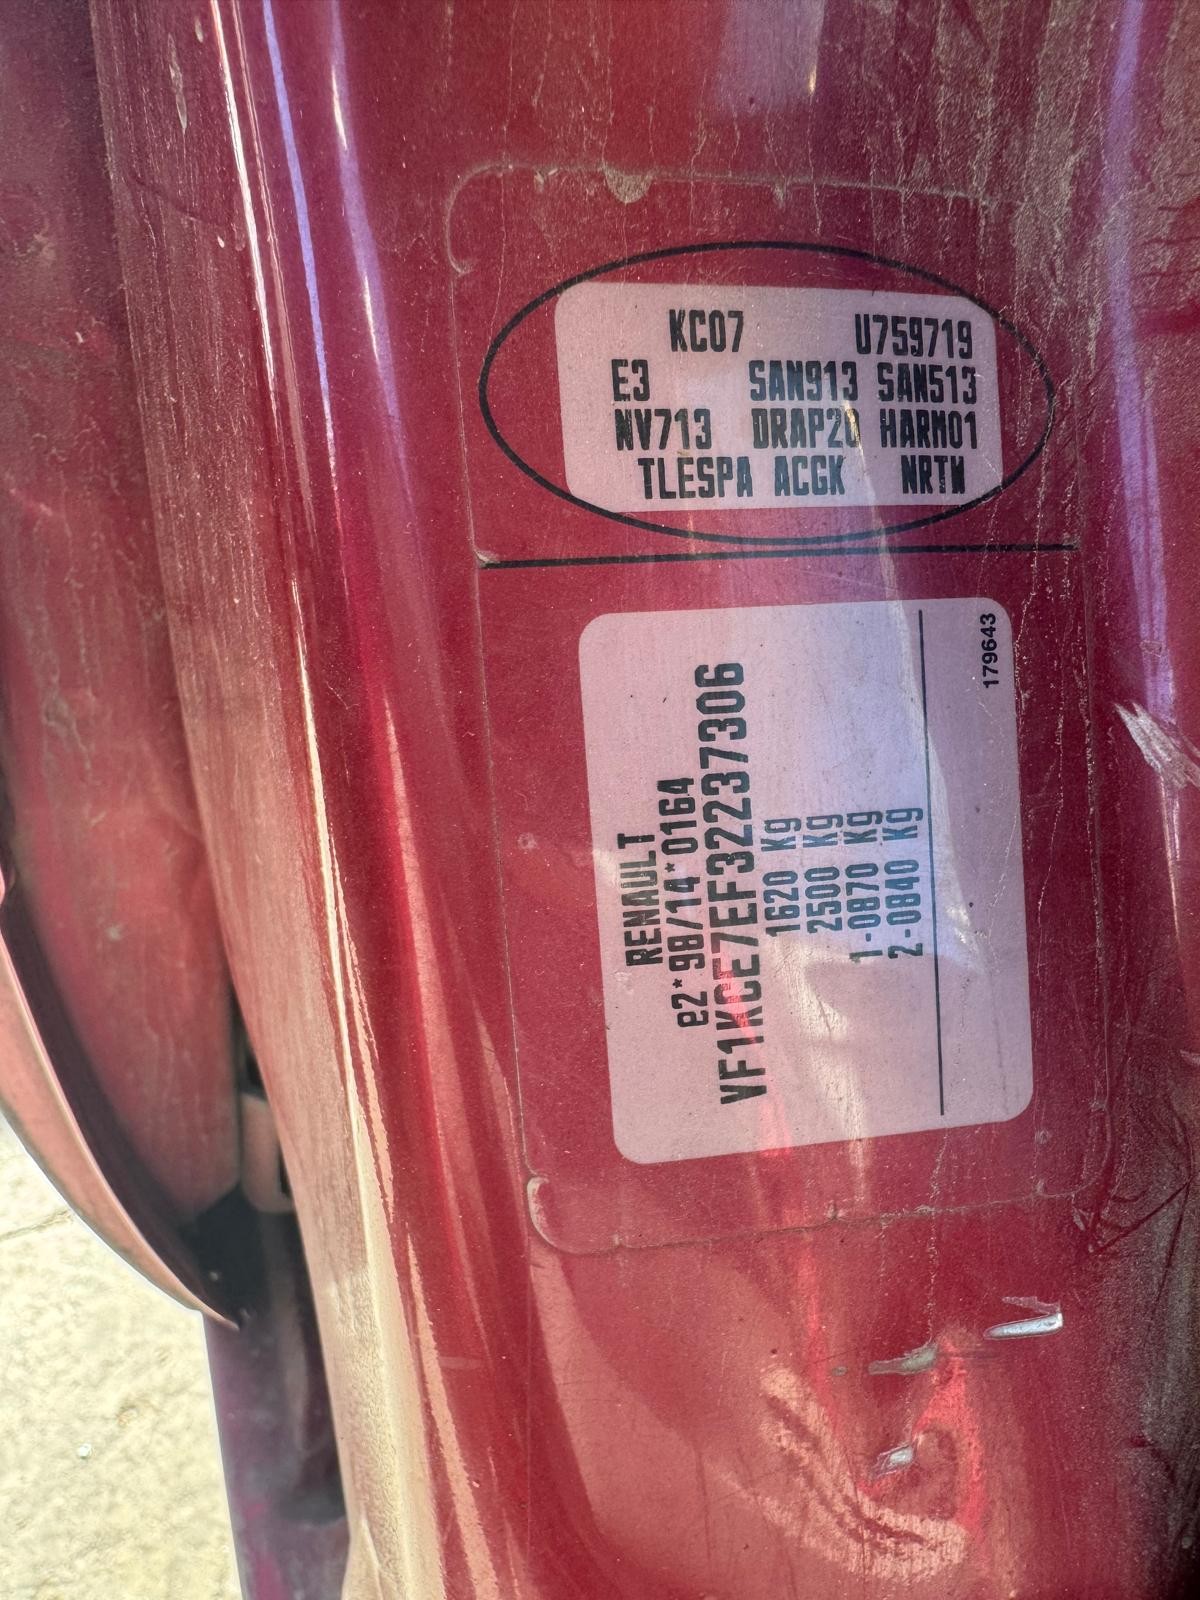 KC07 U759719
E3 SAN913 SAN513
NV713 DRAP20 HARM01
TLESPA ACGK NRTN
RENAULT
e2*98/14*0164
VF1KCE7EF32237306
1620 Kg
2500 Kg
1-0870 Kg
2-0840 Kg
179643